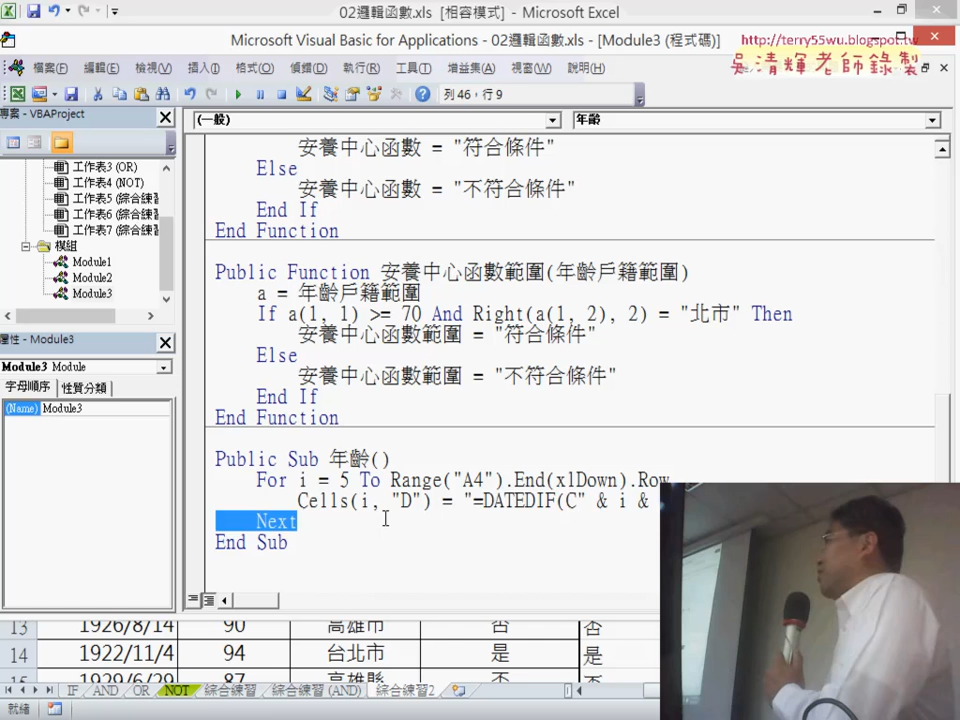 02邏輯函數.xls [相容模式] - Microsoft Excel
Microsoft Visual Basic for Applications - 02邏輯函數.xls - [Module3 (程式碼)]
http://terry55wu.blogspot.tw
吳清輝老師錄製
檔案(F) 編輯(E) 檢視(V) 插入(I) 格式(O) 偵錯(D) 執行(R) 工具(T) 增益集(A) 視窗(W) 說明(H)
列 46，行 9
專案 - VBAProject
(一般)
年齡
工作表3 (OR)
工作表4 (NOT)
工作表5 (綜合練習
工作表6 (綜合練習
工作表7 (綜合練習
模組
Module1
Module2
Module3
屬性 - Module3
Module3 Module
字母順序 性質分類
(Name) Module3
安養中心函數 = "符合條件"
Else
安養中心函數 = "不符合條件"
End If
End Function
Public Function 安養中心函數範圍(年齡戶籍範圍)
a = 年齡戶籍範圍
If a(1, 1) >= 70 And Right(a(1, 2), 2) = "北市" Then
安養中心函數範圍 = "符合條件"
Else
安養中心函數範圍 = "不符合條件"
End If
End Function
Public Sub 年齡()
For i = 5 To Range("A4").End(xlDown).Row
Cells(i, "D") = "=DATEDIF(C" & i &
Next
End Sub
13 1926/8/14 90 高雄市 否 否
14 1922/11/4 94 台北市 是 是
1929/6/29 87 高雄縣
IF AND OR NOT 綜合練習 綜合練習 (AND) 綜合練習2
就緒